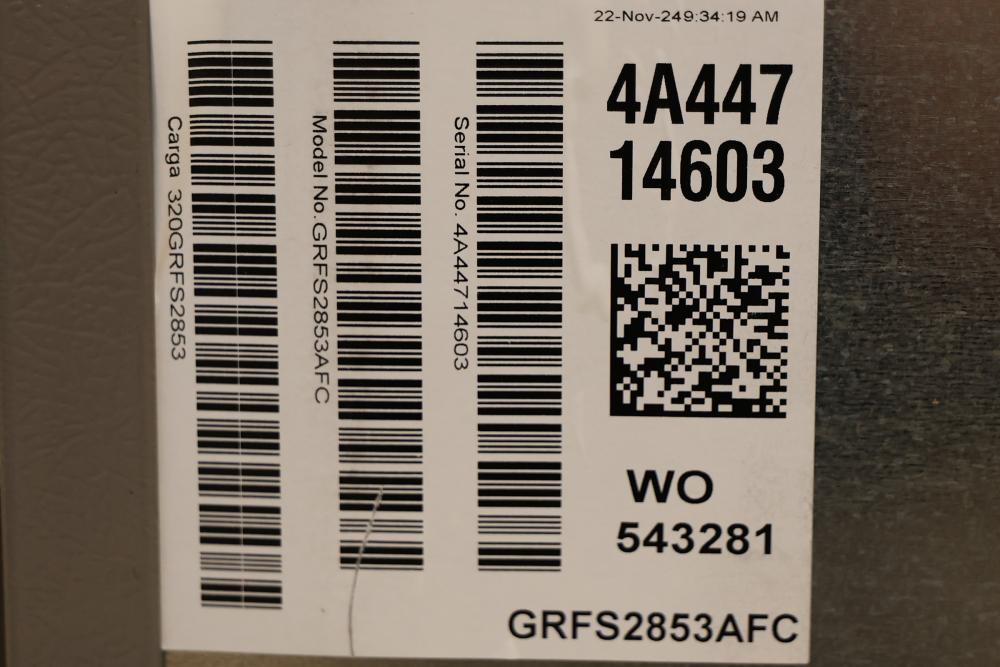 22-Nov-249:34:19 AM
4A447
14603
Carga 320GRFS2853
Model No.GRFS2853AFC
Serial No. 4A44714603
WO
543281
GRFS2853AFC